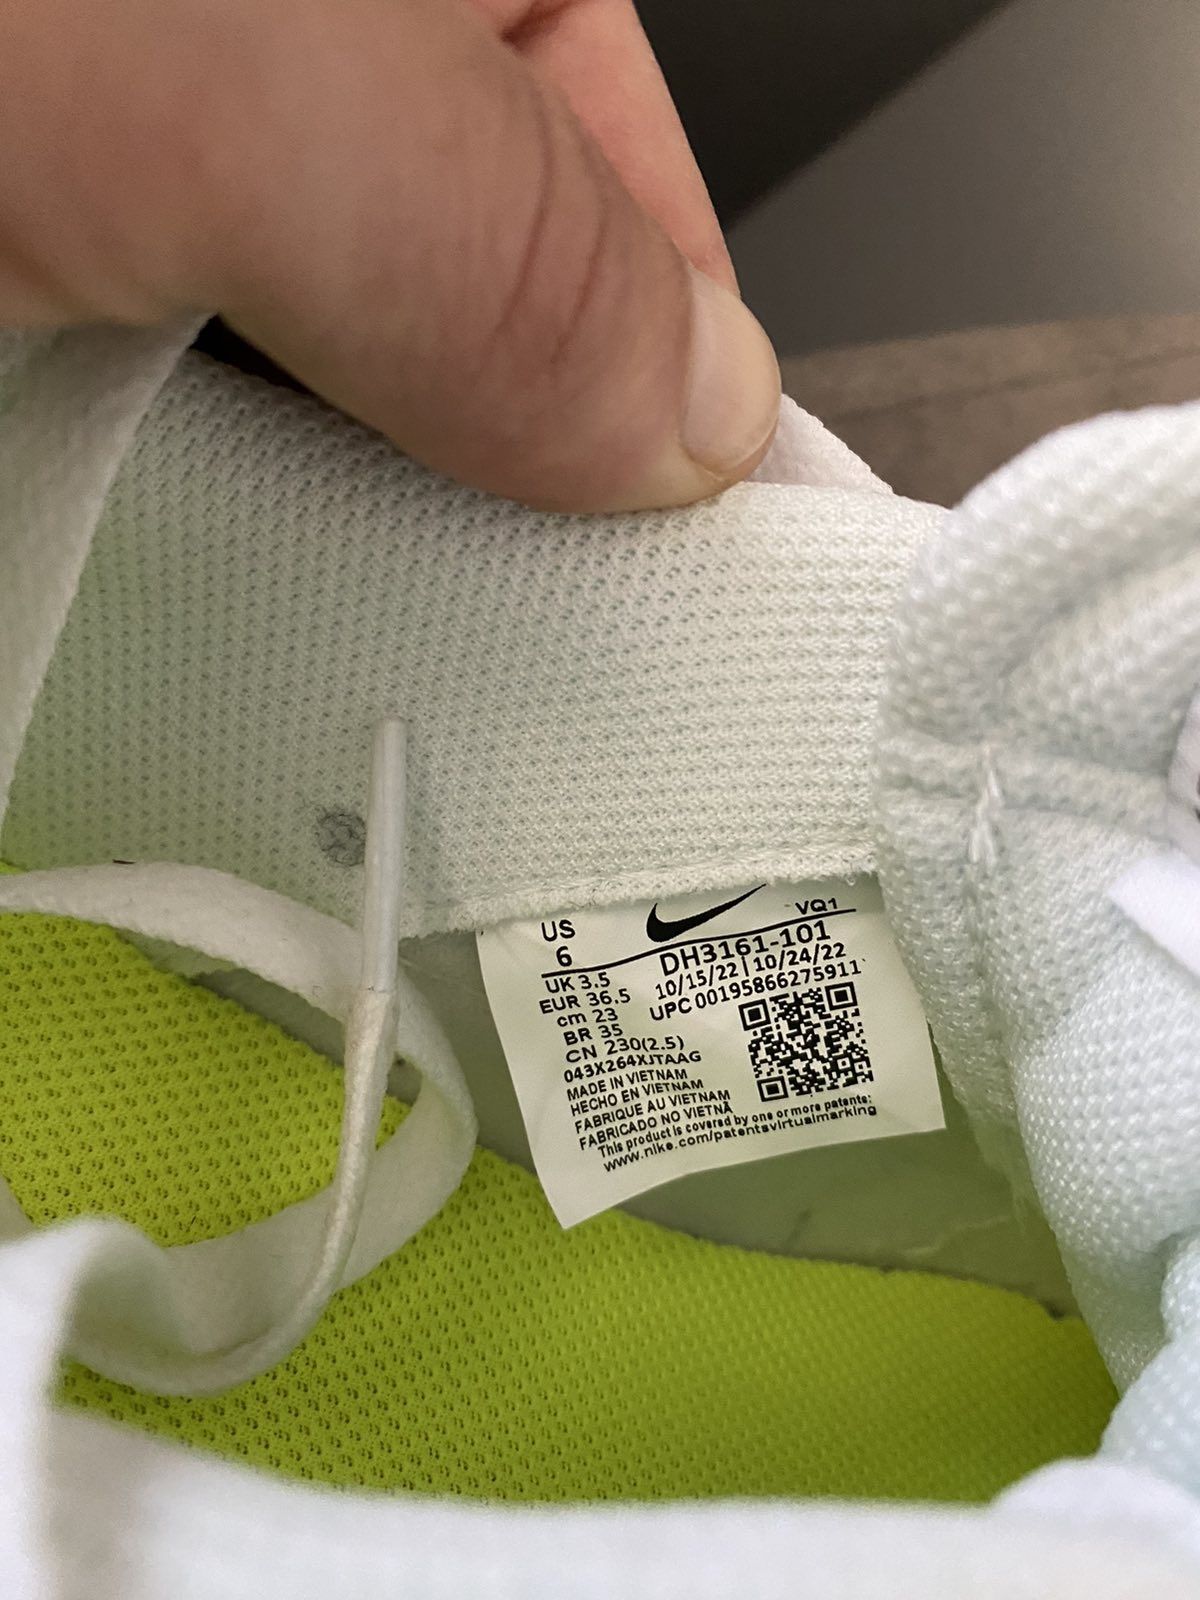 US
6
VQ1
DH3161-101
10/15/22 | 10/24/22
UPC 00195866275911
UK 3.5
EUR 36.5
cm 23
BR 35
CN 230(2.5)
043X264XJTAAG
MADE IN VIETNAM
HECHO EN VIETNAM
FABRIQUE AU VIETNAM
FABRICADO NO VIETNÃ
This product is covered by one or more patents:
www.nike.com/patentsvirtualmarking